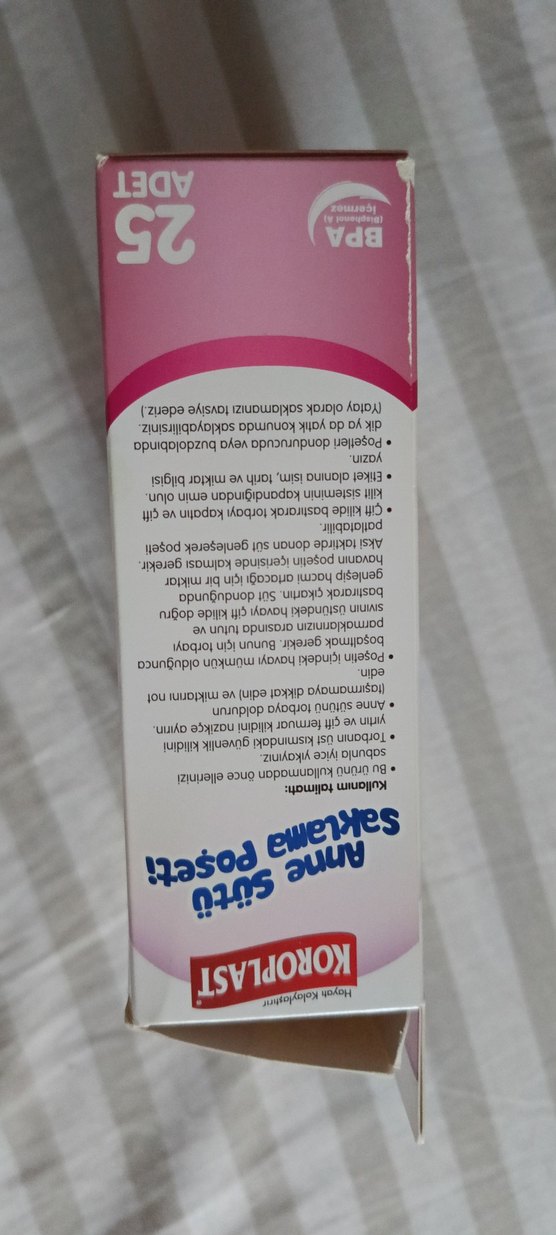 Hayatı Kolaylaştırır
KOROPLAST
Anne Sütü
Saklama Poşeti
Kullanım talimatı:
• Bu ürünü kullanmadan önce ellerinizi
sabunla iyice yıkayınız.
• Torbanın üst kısmındaki güvenlik kilidini
yırtın ve çift fermuar kilidini nazikçe ayırın.
• Anne sütünü torbaya doldurun
(taşırmamaya dikkat edin) ve miktarını not
edin.
• Poşetin içindeki havayı mümkün olduğunca
boşaltmak gerekir. Bunun için torbayı
parmaklarınızın arasında tutun ve
sıvının üstündeki havayı çift kilide doğru
bastırarak çıkartın. Süt donduğunda
genleşip hacmi artacağı için bir miktar
havanın poşetin içerisinde kalması gerekir.
Aksi taktirde donan süt genleşerek poşeti
patlatabilir.
• Çift kilide bastırarak torbayı kapatın ve çift
kilit sisteminin kapandığından emin olun.
• Etiket alanına isim, tarih ve miktar bilgisi
yazın.
• Poşetleri dondurucuda veya buzdolabında
dik ya da yatık konumda saklayabilirsiniz.
(Yatay olarak saklamanızı tavsiye ederiz.)
BPA
(Bisphenol A)
içermez
25
ADET